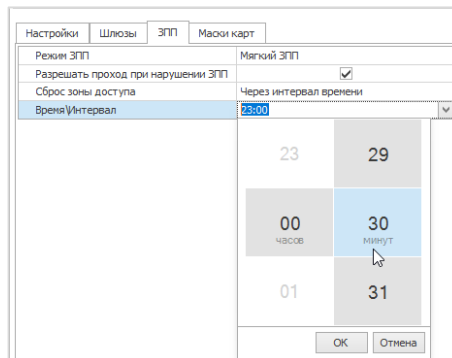 Настройки Шлюзы ЗПП Маски карт
Режим ЗПП Мягкий ЗПП
Разрешать проход при нарушении ЗПП
Сброс зоны доступа Через интервал времени
Время\Интервал 23:00
23 29
00 30
часов минут
01 31
ОК Отмена